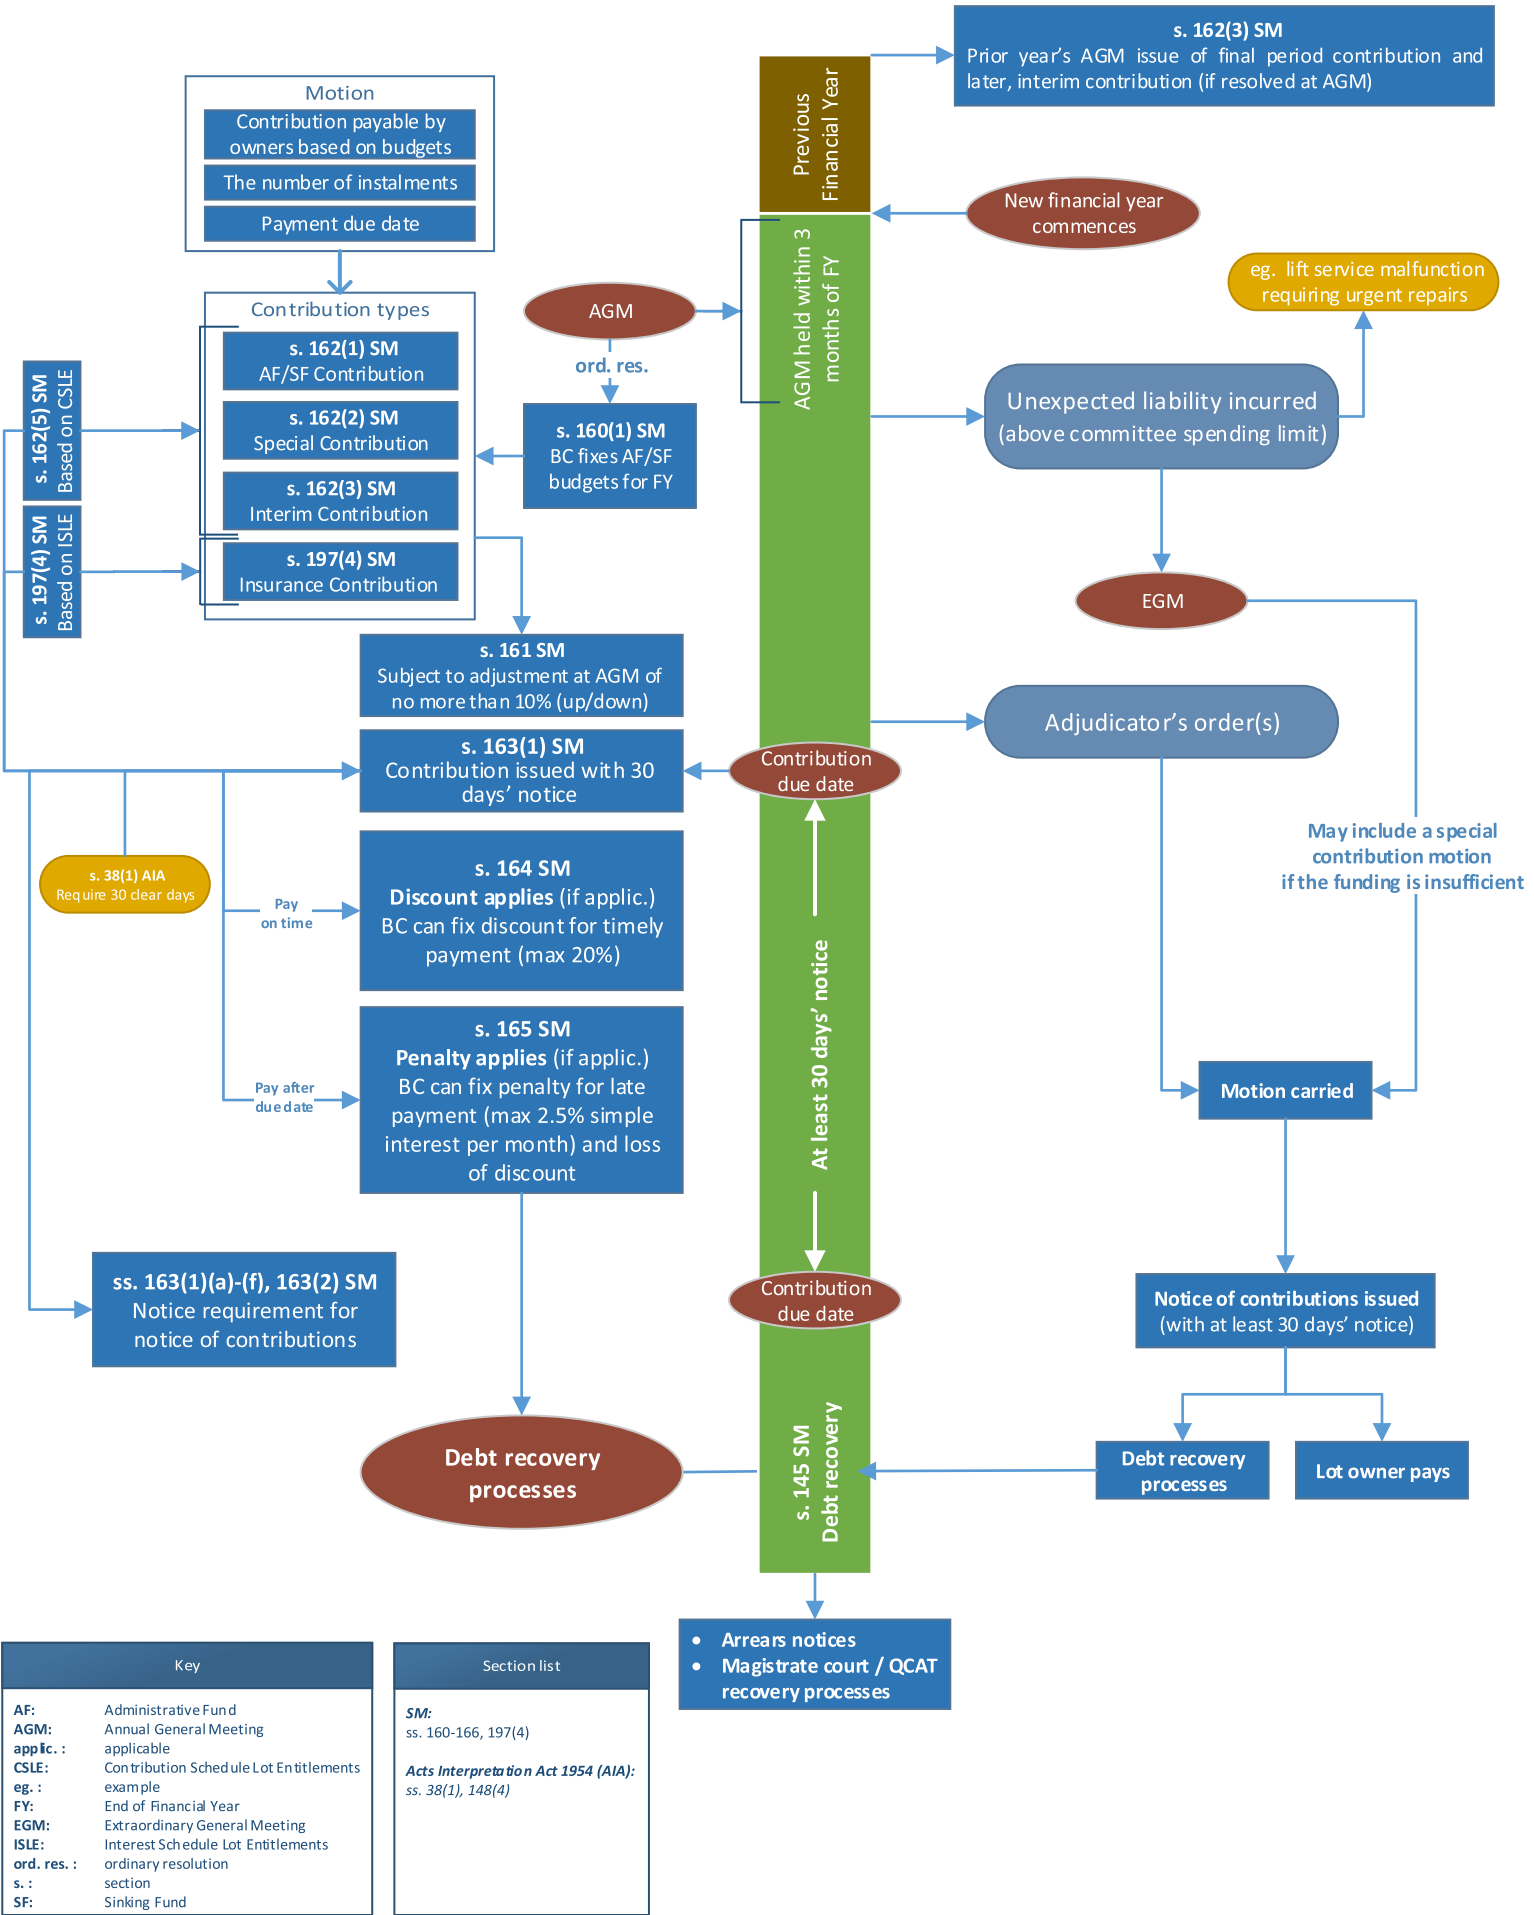 s. 162(3) SM
Prior year's AGM issue of final period contribution and
later, interim contribution (if resolved at AGM)
Previous
Financial Year
Motion
Contribution payable by
owners based on budgets
The number of instalments
Payment due date
New financial year
commences
AGM held within 3
months of FY
eg. lift service malfunction
requiring urgent repairs
Contribution types
s. 162(1) SM
AF/SF Contribution
s. 162(2) SM
Special Contribution
s. 162(3) SM
Interim Contribution
s. 197(4) SM
Insurance Contribution
s. 162(5) SM
Based on CSLE
s. 197(4) SM
Based on ISLE
AGM
ord. res.
s. 160(1) SM
BC fixes AF/SF
budgets for FY
Unexpected liability incurred
(above committee spending limit)
EGM
s. 161 SM
Subject to adjustment at AGM of
no more than 10% (up/down)
Adjudicator's order(s)
s. 163(1) SM
Contribution issued with 30
days' notice
Contribution
due date
May include a special
contribution motion
if the funding is insufficient
s. 38(1) AIA
Require 30 clear days
Pay
on time
s. 164 SM
Discount applies (if applic.)
BC can fix discount for timely
payment (max 20%)
At least 30 days' notice
Pay after
due date
s. 165 SM
Penalty applies (if applic.)
BC can fix penalty for late
payment (max 2.5% simple
interest per month) and loss
of discount
Motion carried
ss. 163(1)(a)-(f), 163(2) SM
Notice requirement for
notice of contributions
Contribution
due date
Notice of contributions issued
(with at least 30 days' notice)
Debt recovery
processes
s. 145 SM
Debt recovery
Debt recovery
processes
Lot owner pays
• Arrears notices
• Magistrate court / QCAT
recovery processes
Key
AF: Administrative Fund
AGM: Annual General Meeting
applic. : applicable
CSLE: Contribution Schedule Lot Entitlements
eg. : example
FY: End of Financial Year
EGM: Extraordinary General Meeting
ISLE: Interest Schedule Lot Entitlements
ord. res. : ordinary resolution
s. : section
SF: Sinking Fund
Section list
SM:
ss. 160-166, 197(4)
Acts Interpretation Act 1954 (AIA):
ss. 38(1), 148(4)